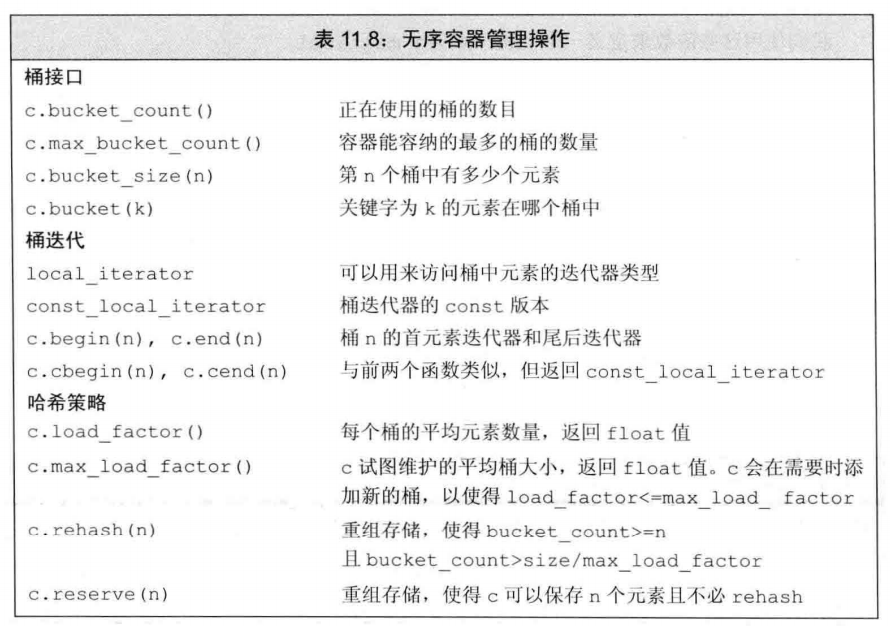 表 11.8：无序容器管理操作
桶接口
c.bucket_count() 正在使用的桶的数目
c.max_bucket_count() 容器能容纳的最多的桶的数量
c.bucket_size(n) 第 n 个桶中有多少个元素
c.bucket(k) 关键字为 k 的元素在哪个桶中
桶迭代
local_iterator 可以用来访问桶中元素的迭代器类型
const_local_iterator 桶迭代器的 const 版本
c.begin(n), c.end(n) 桶 n 的首元素迭代器和尾后迭代器
c.cbegin(n), c.cend(n) 与前两个函数类似，但返回 const_local_iterator
哈希策略
c.load_factor() 每个桶的平均元素数量，返回 float 值
c.max_load_factor() c 试图维护的平均桶大小，返回 float 值。c 会在需要时添
加新的桶，以使得 load_factor<=max_load_ factor
c.rehash(n) 重组存储，使得 bucket_count>=n
且 bucket_count>size/max_load_factor
c.reserve(n) 重组存储，使得 c 可以保存 n 个元素且不必 rehash